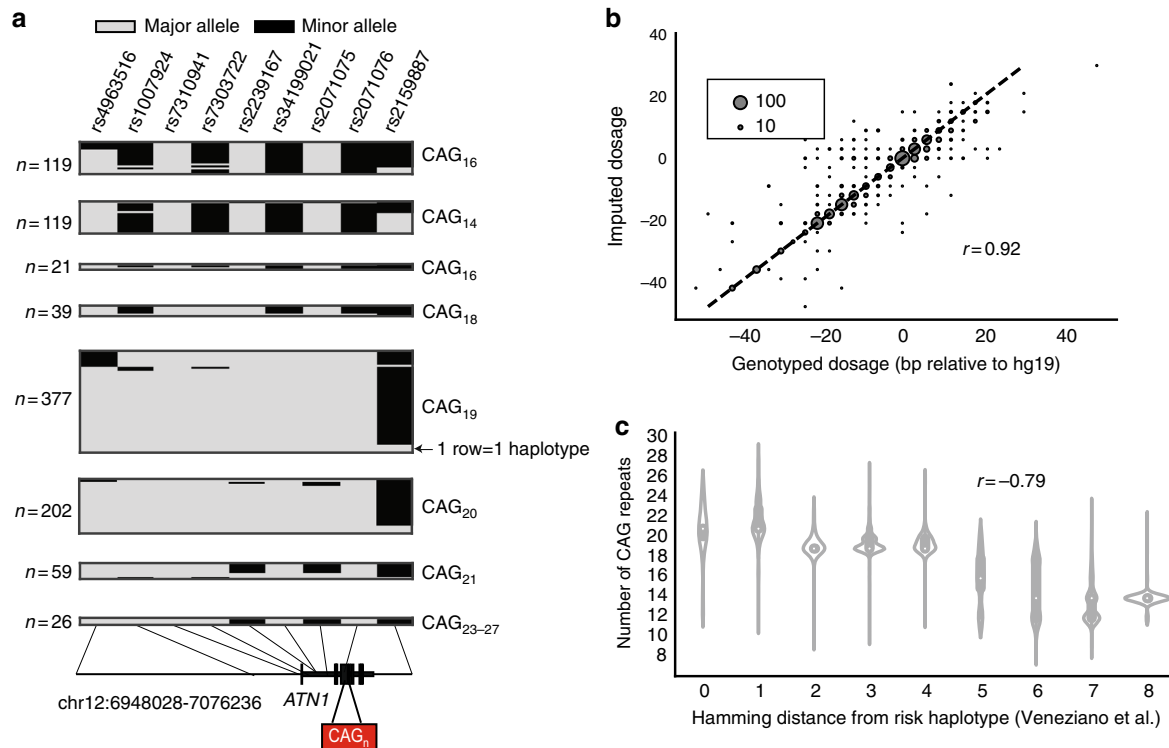 a
Major allele Minor allele
rs4963516 rs1007924 rs7310941 rs7303722 rs2239167 rs34199021 rs2071075 rs2071076 rs2159887
n=119 CAG16
n=119 CAG14
n=21 CAG16
n=39 CAG18
n=377 CAG19
1 row=1 haplotype
n=202 CAG20
n=59 CAG21
n=26 CAG23–27
chr12:6948028-7076236
ATN1
CAGn
b
40
20
0
–20
–40
Imputed dosage
100
10
r=0.92
–40 –20 0 20 40
Genotyped dosage (bp relative to hg19)
c
30
28
26
24
22
20
18
16
14
12
10
8
Number of CAG repeats
r=–0.79
0 1 2 3 4 5 6 7 8
Hamming distance from risk haplotype (Veneziano et al.)